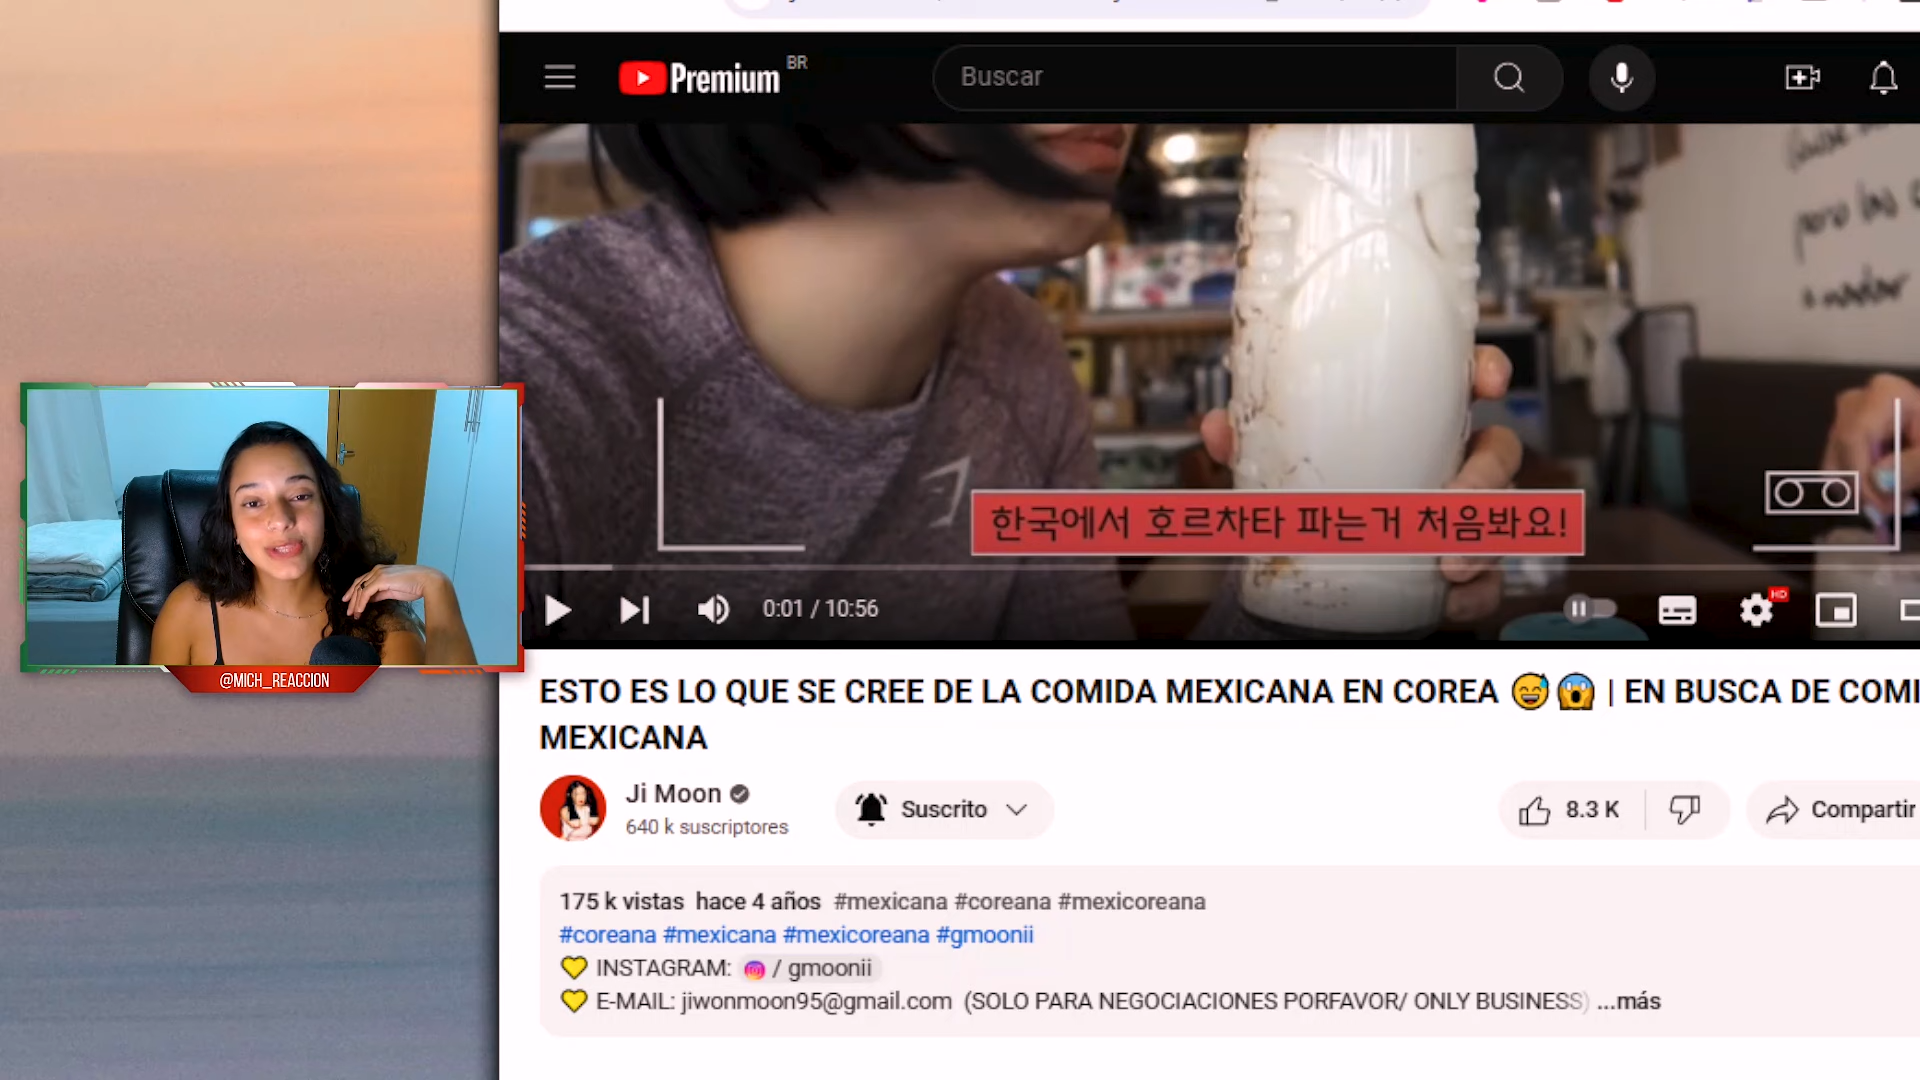 Premium BR
Buscar
한국에서 호르차타 파는거 처음봐요!
0:01 / 10:56
HD
@MICH_REACCION
ESTO ES LO QUE SE CREE DE LA COMIDA MEXICANA EN COREA 😅😱 | EN BUSCA DE COMI
MEXICANA
Ji Moon
640 k suscriptores
Suscrito
8.3 K
Compartir
175 k vistas hace 4 años #mexicana #coreana #mexicoreana
#coreana #mexicana #mexicoreana #gmoonii
💛 INSTAGRAM: / gmoonii
💛 E-MAIL: jiwonmoon95@gmail.com (SOLO PARA NEGOCIACIONES PORFAVOR/ ONLY BUSINESS) ...más